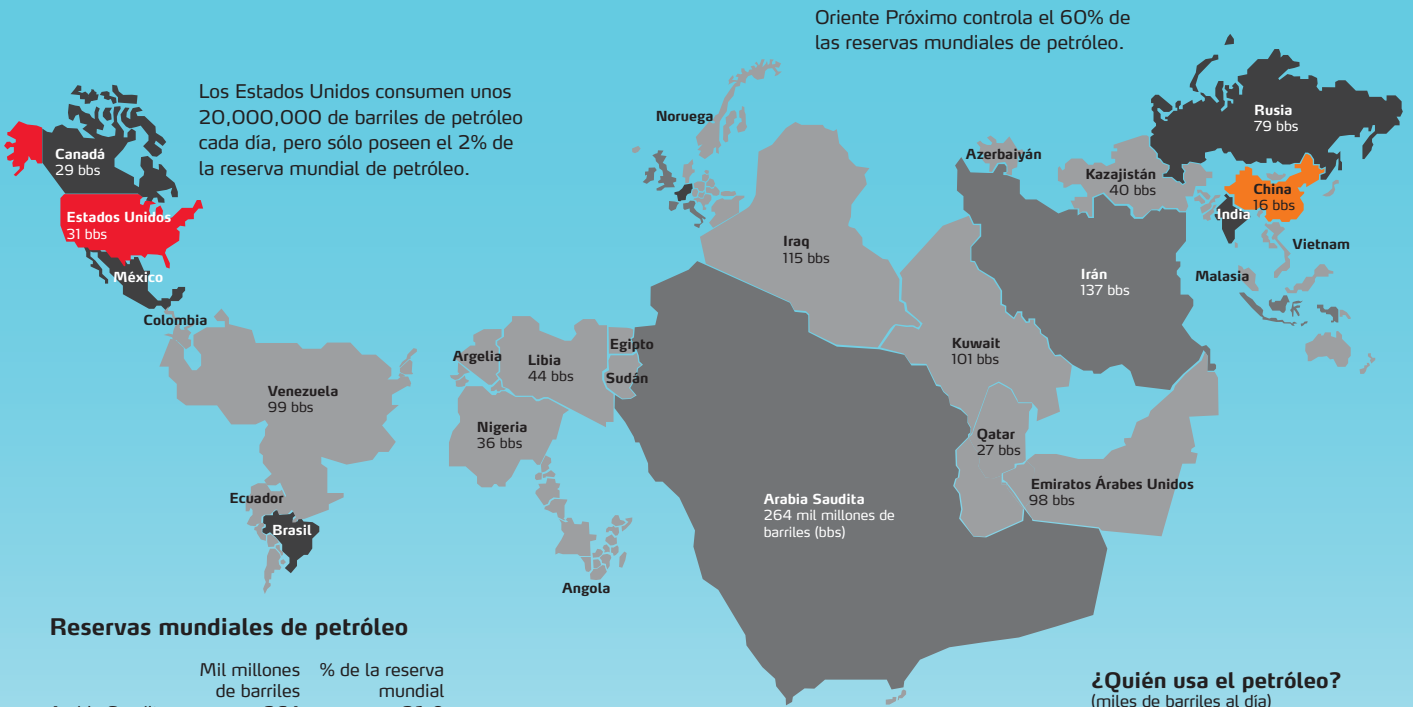 Oriente Próximo controla el 60% de
las reservas mundiales de petróleo.
Los Estados Unidos consumen unos
20,000,000 de barriles de petróleo
cada día, pero sólo poseen el 2% de
la reserva mundial de petróleo.
Canadá
29 bbs
Estados Unidos
31 bbs
México
Colombia
Venezuela
99 bbs
Ecuador
Brasil
Noruega
Argelia
Libia
44 bbs
Egipto
Sudán
Nigeria
36 bbs
Angola
Iraq
115 bbs
Arabia Saudita
264 mil millones de
barriles (bbs)
Kuwait
101 bbs
Qatar
27 bbs
Emiratos Árabes Unidos
98 bbs
Irán
137 bbs
Azerbaiyán
Kazajistán
40 bbs
Rusia
79 bbs
China
16 bbs
India
Vietnam
Malasia
Reservas mundiales de petróleo
Mil millones % de la reserva
de barriles mundial
¿Quién usa el petróleo?
(miles de barriles al día)